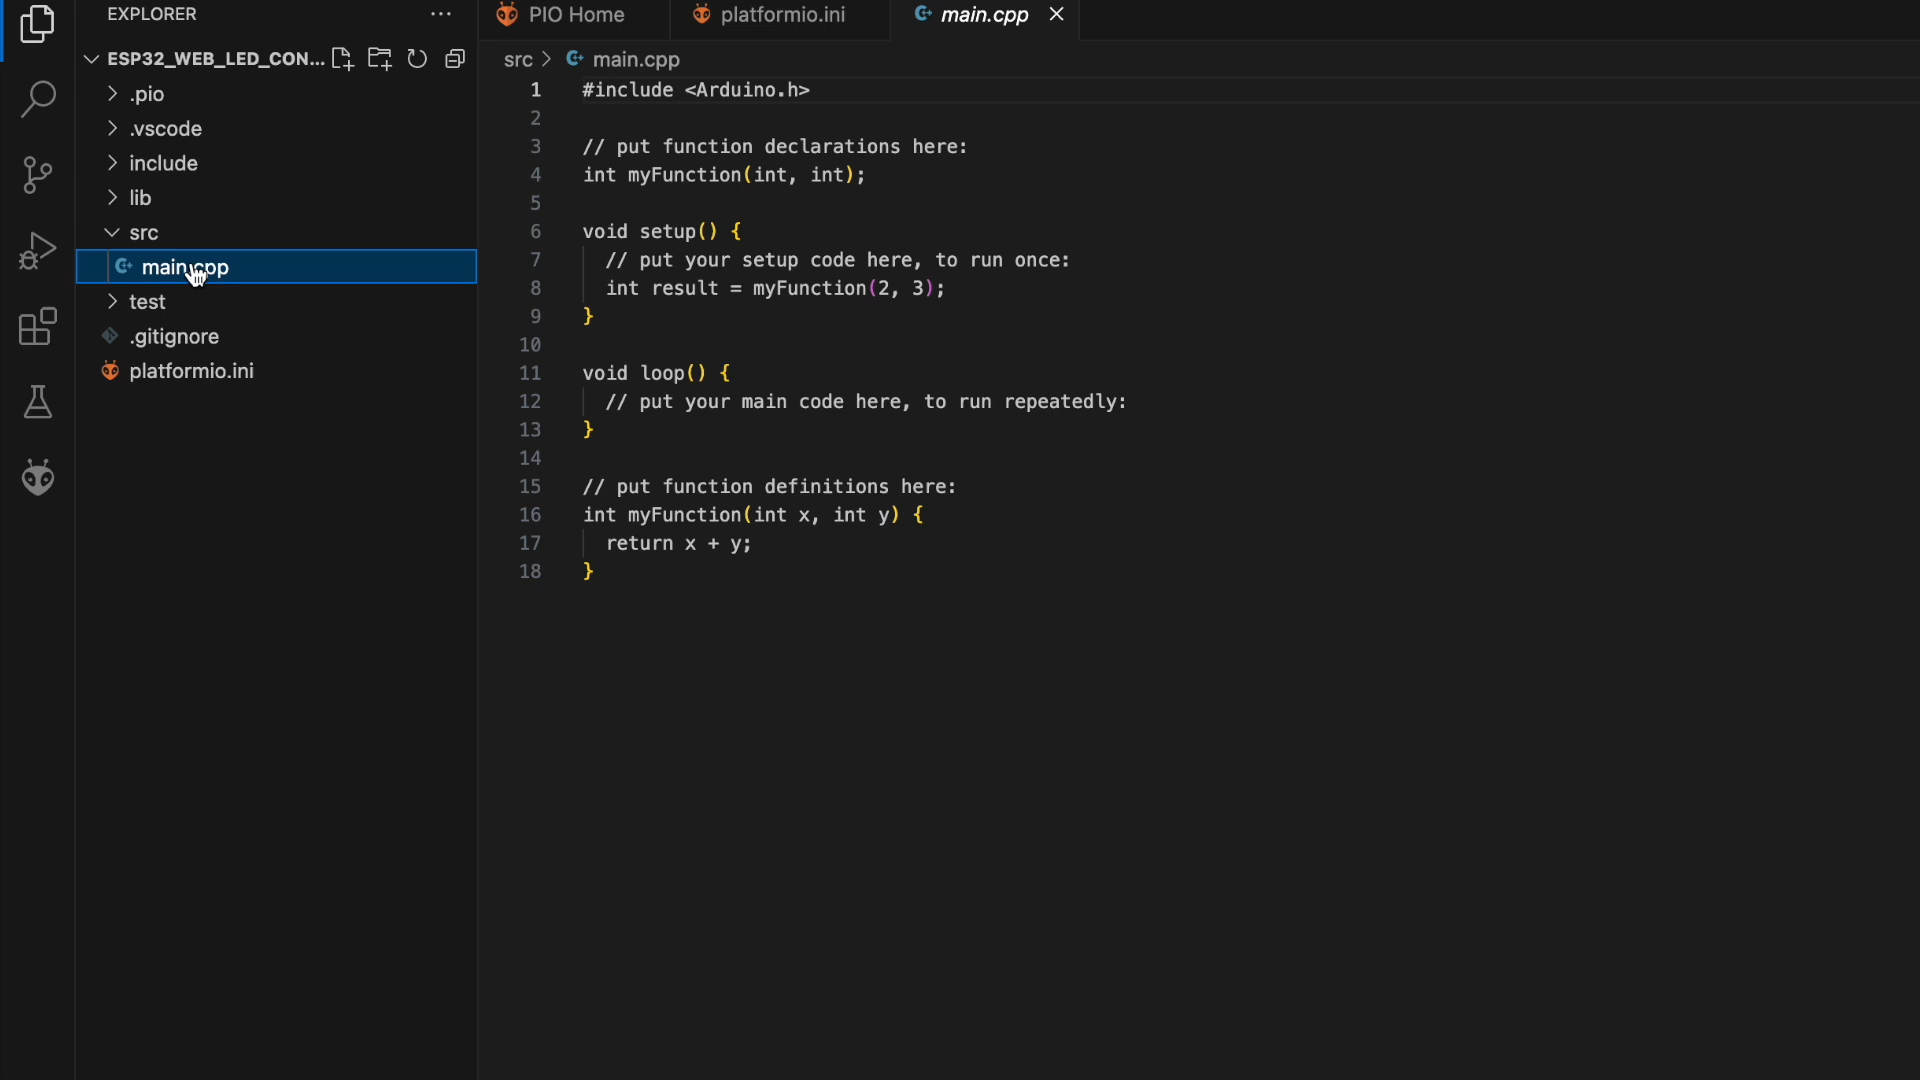 EXPLORER
ESP32_WEB_LED_CON...
.pio
.vscode
include
lib
src
main.cpp
test
.gitignore
platformio.ini
PIO Home
platformio.ini
main.cpp
src > main.cpp
1 #include <Arduino.h>
2
3 // put function declarations here:
4 int myFunction(int, int);
5
6 void setup() {
7 // put your setup code here, to run once:
8 int result = myFunction(2, 3);
9 }
10
11 void loop() {
12 // put your main code here, to run repeatedly:
13 }
14
15 // put function definitions here:
16 int myFunction(int x, int y) {
17 return x + y;
18 }